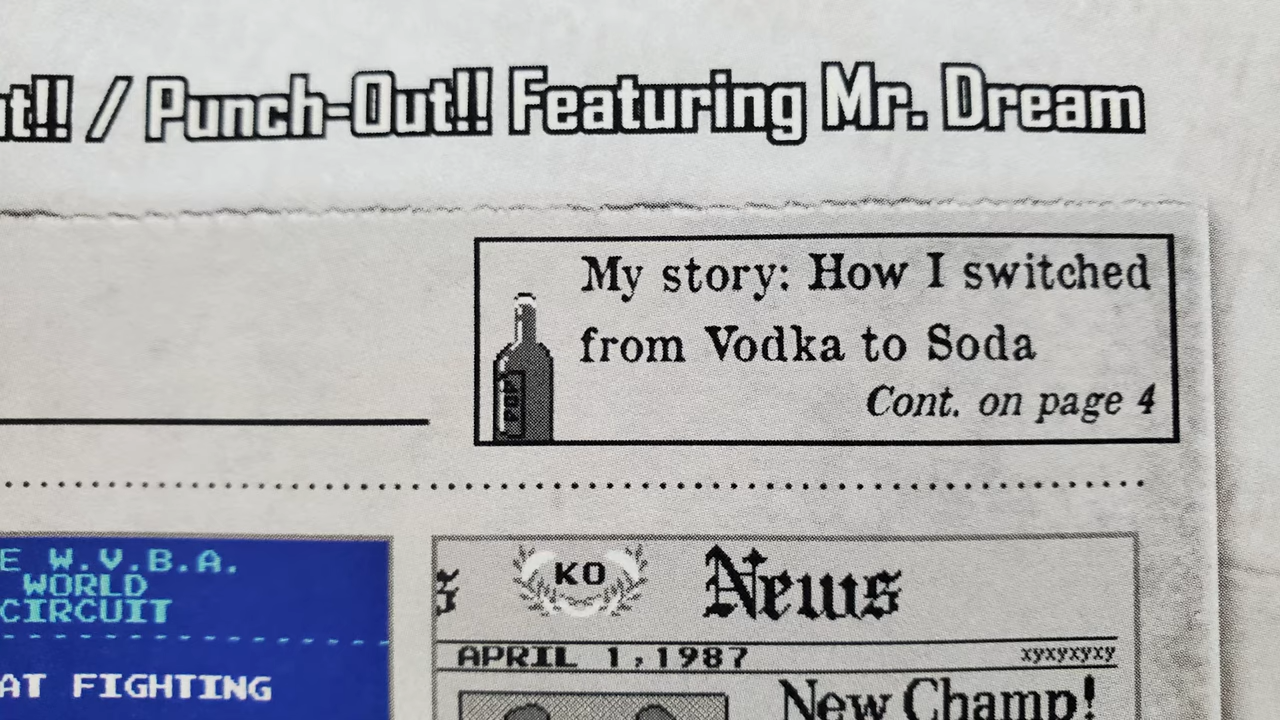 ut!! / Punch-Out!! Featuring Mr. Dream
My story: How I switched
from Vodka to Soda
Cont. on page 4
E W.V.B.A.
WORLD
CIRCUIT
AT FIGHTING
KO News
APRIL 1,1987 xyxyxyxy
New Champ!